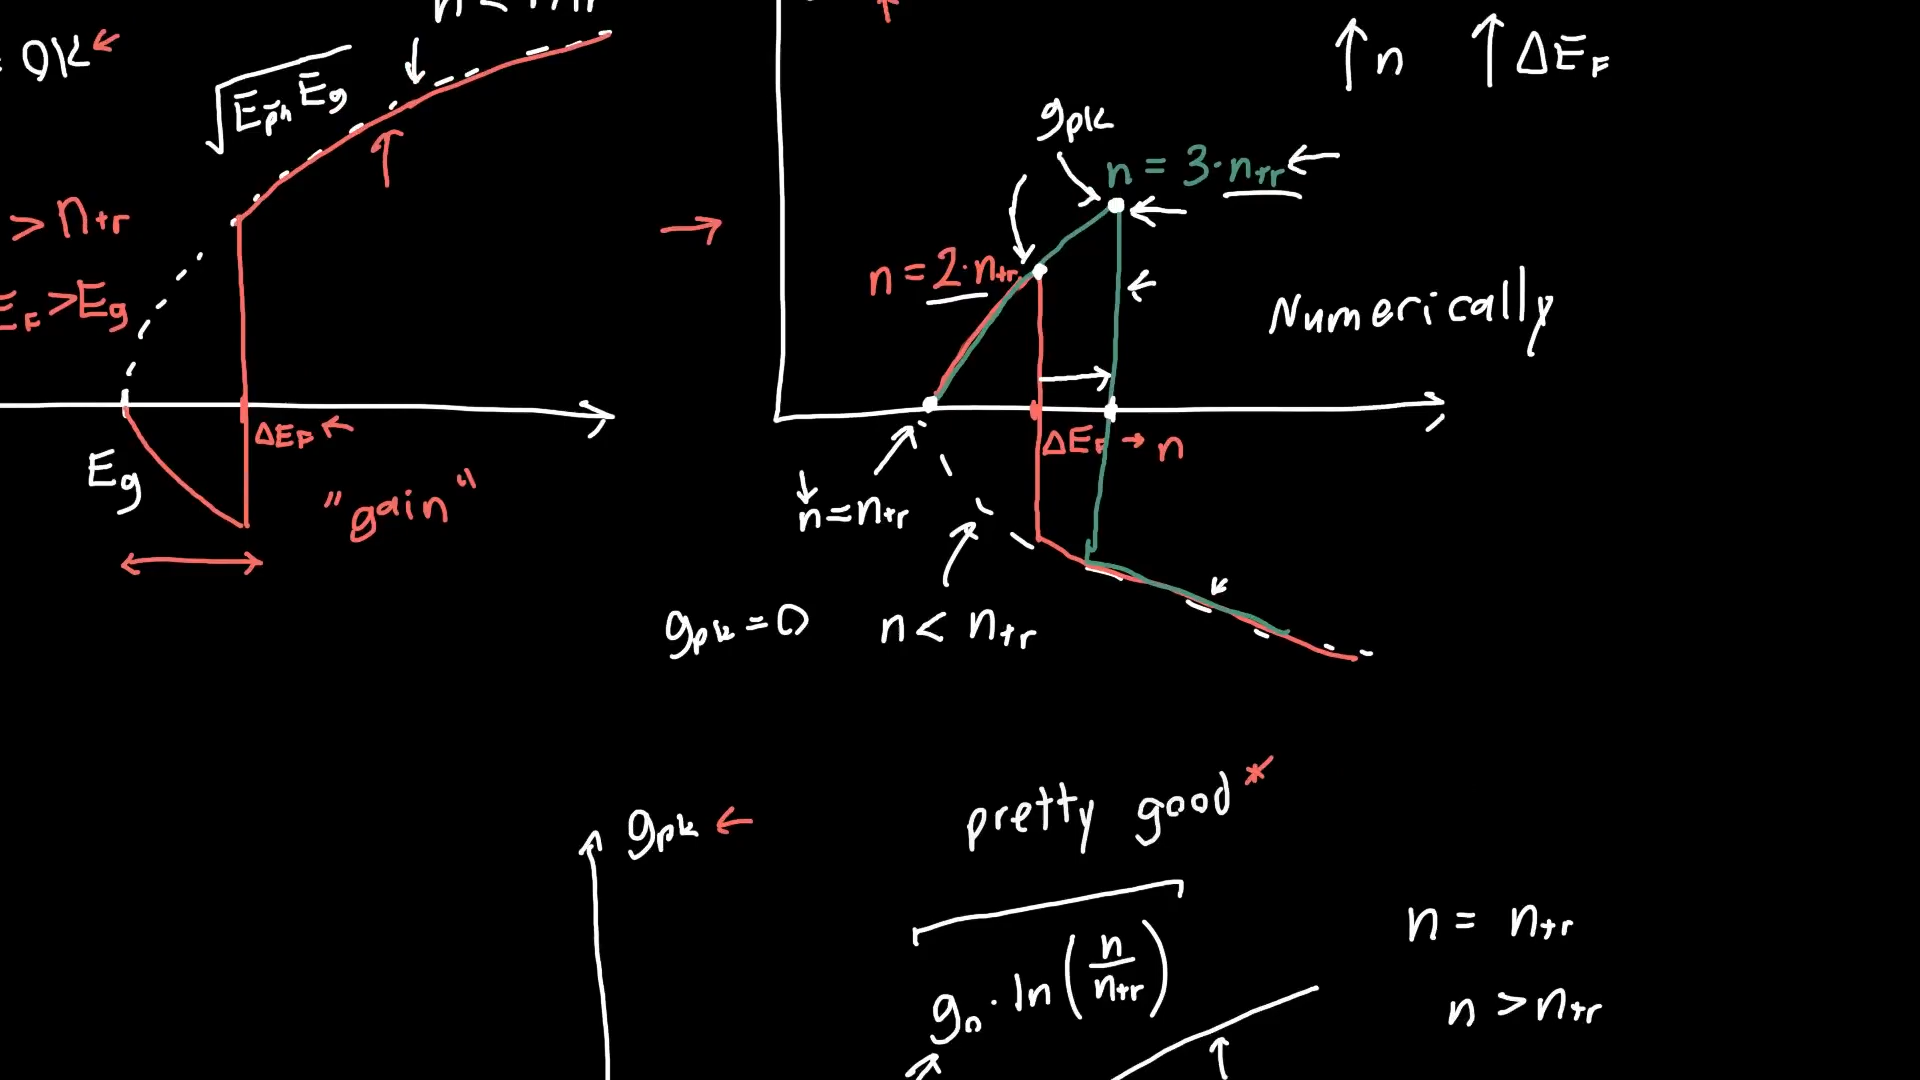 n < n_tr
= 0K
√(E_ph E_g)
> n_tr
E_F > E_g
E_g
ΔE_F
"gain"
↑n ↑ΔE_F
g_pk
n = 3·n_tr
n = 2·n_tr
Numerically
ΔE_F → n
n = n_tr
g_pk = 0
n < n_tr
g_pk
pretty good*
g_0 · ln(n/n_tr)
n = n_tr
n > n_tr